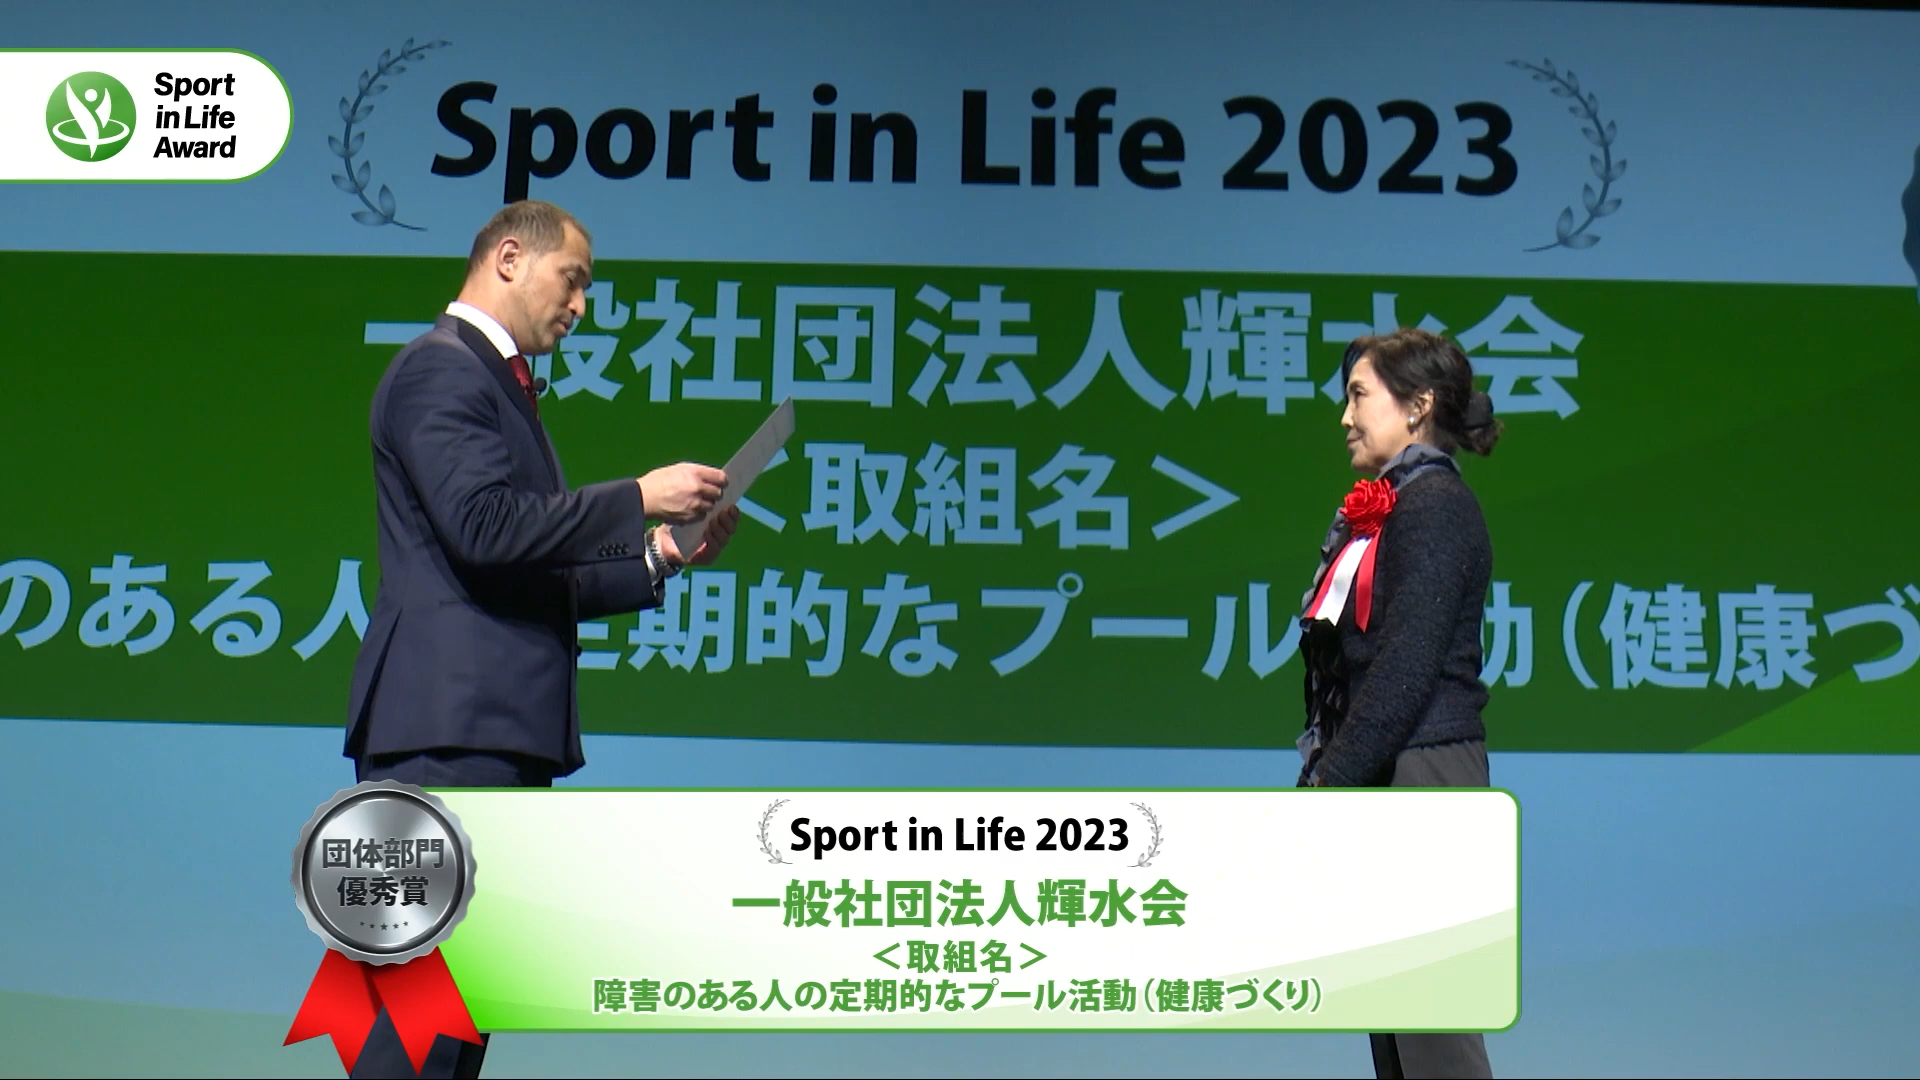 Sport
in Life
Award
Sport in Life 2023
一般社団法人輝水会
＜取組名＞
のある人 定期的なプール活動（健康づ
団体部門
優秀賞
Sport in Life 2023
一般社団法人輝水会
＜取組名＞
障害のある人の定期的なプール活動（健康づくり）